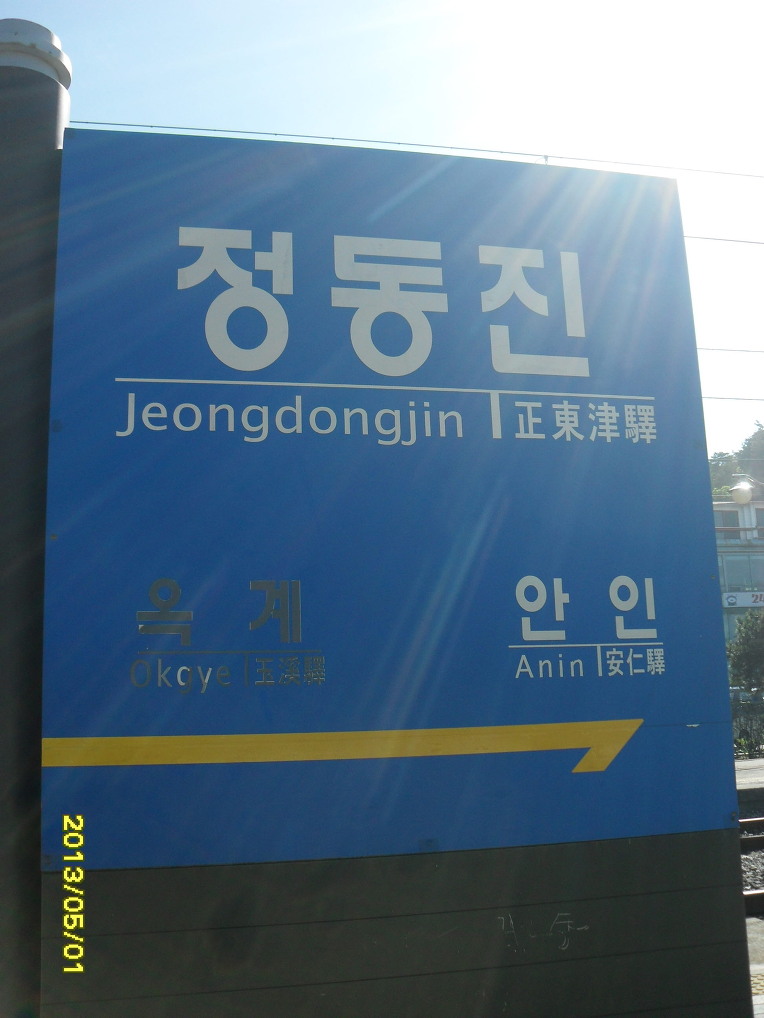 정동진
Jeongdongjin 正東津驛
옥계 안인
Okgye 玉溪驛 Anin 安仁驛
2013/05/01